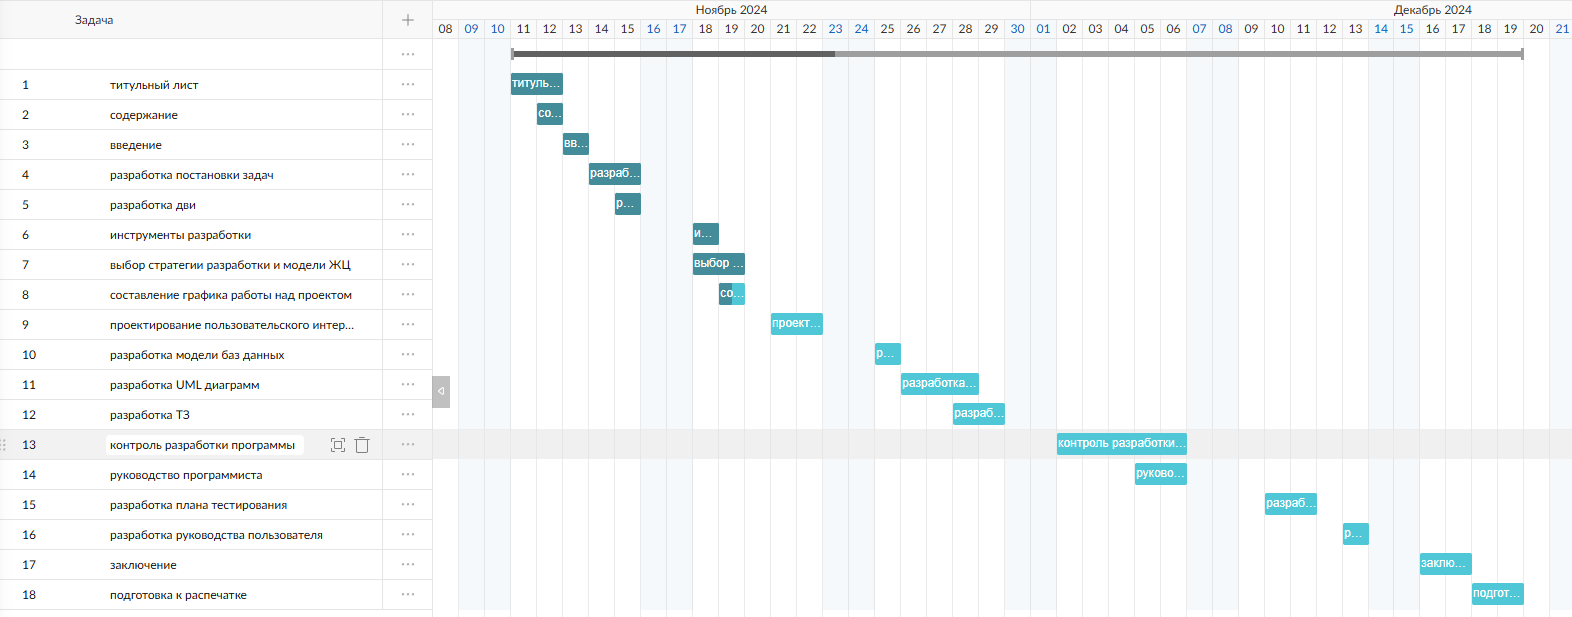 Задача + Ноябрь 2024 Декабрь 2024
08 09 10 11 12 13 14 15 16 17 18 19 20 21 22 23 24 25 26 27 28 29 30 01 02 03 04 05 06 07 08 09 10 11 12 13 14 15 16 17 18 19 20 21
...
1 титульный лист ... титуль...
2 содержание ... со...
3 введение ... вв...
4 разработка постановки задач ... разраб...
5 разработка дви ... р...
6 инструменты разработки ... и...
7 выбор стратегии разработки и модели ЖЦ ... выбор ...
8 составление графика работы над проектом ... со...
9 проектирование пользовательского интер... ... проект...
10 разработка модели баз данных ... р...
11 разработка UML диаграмм ... разработка...
12 разработка ТЗ ... разраб...
13 контроль разработки программы ... контроль разработки...
14 руководство программиста ... руково...
15 разработка плана тестирования ... разраб...
16 разработка руководства пользователя ... р...
17 заключение ... заклю...
18 подготовка к распечатке ... подгот...